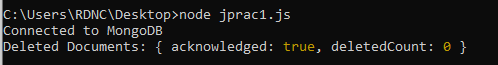 C:\Users\RDNC\Desktop>node jprac1.js
Connected to MongoDB
Deleted Documents: { acknowledged: true, deletedCount: 0 }